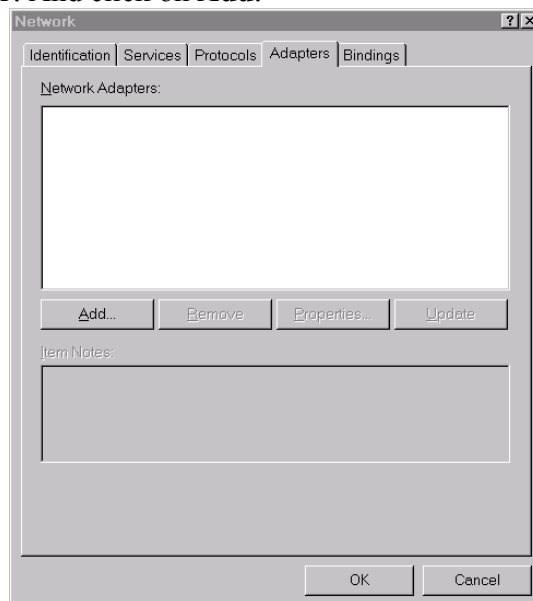 Network
Identification Services Protocols Adapters Bindings
Network Adapters:
Add... Remove Properties... Update
Item Notes:
OK Cancel